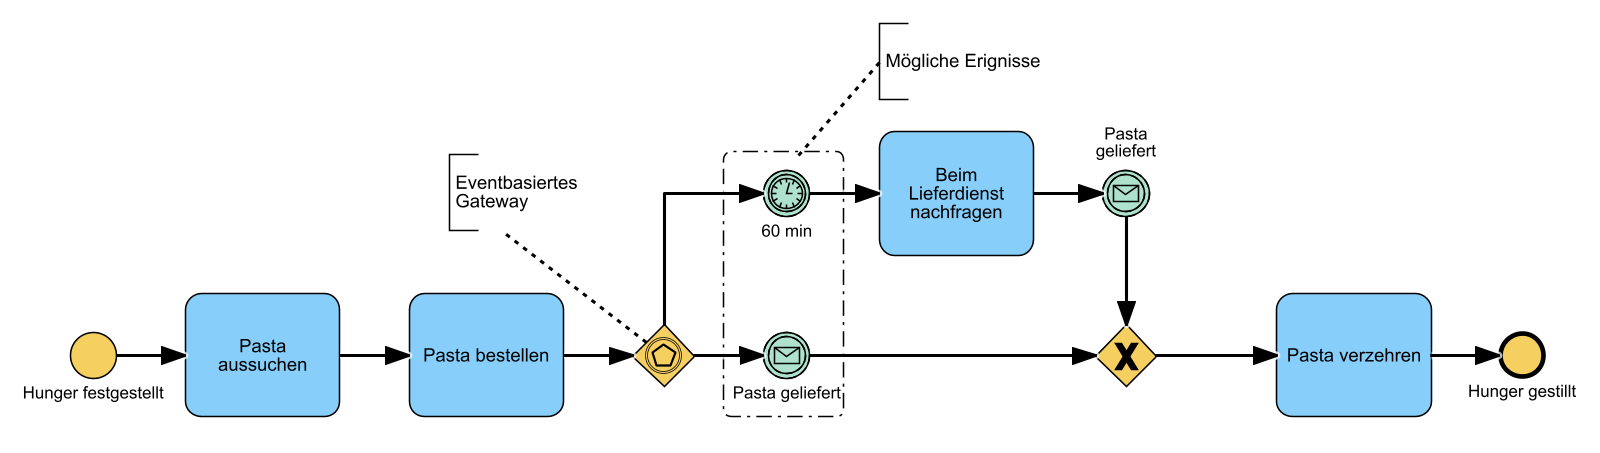 Mögliche Erignisse
Pasta
geliefert
Eventbasiertes
Gateway
Beim
Lieferdienst
nachfragen
60 min
Pasta
aussuchen
Pasta bestellen
Pasta verzehren
Hunger festgestellt
Pasta geliefert
X
Hunger gestillt